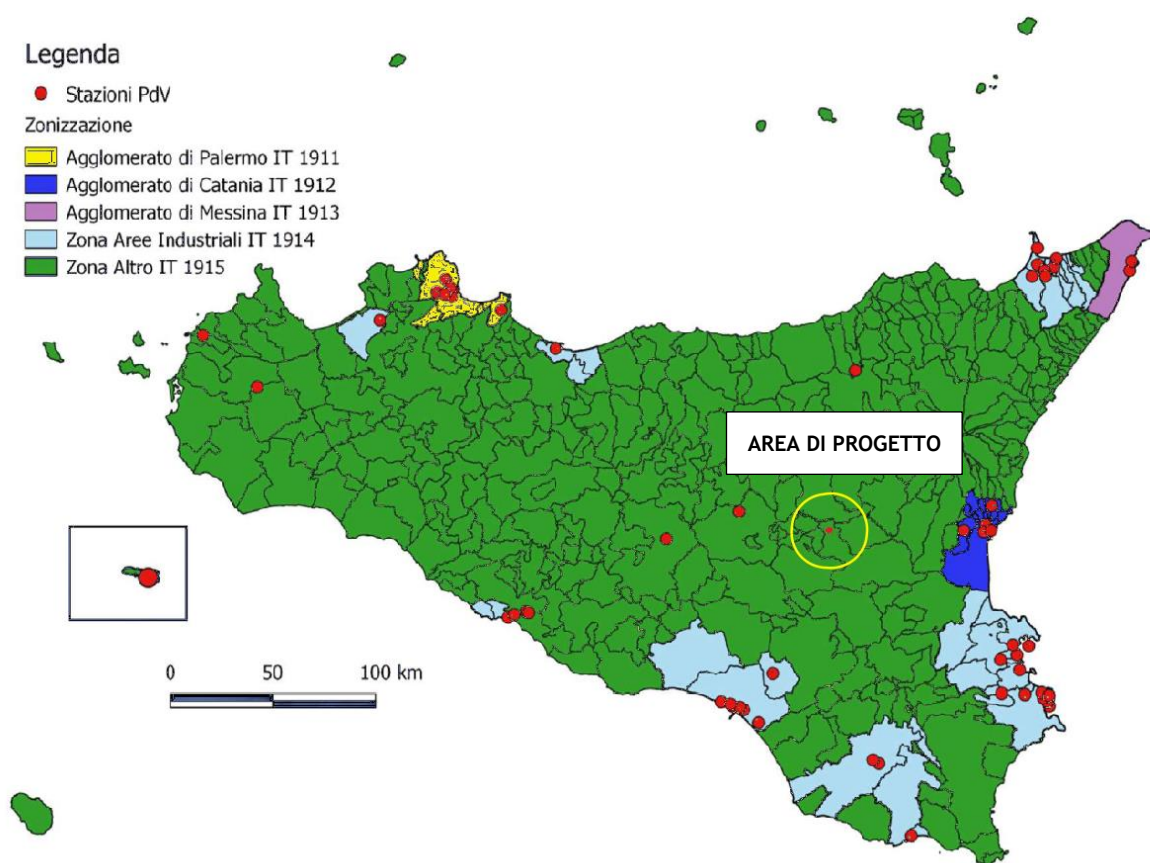 Legenda
Stazioni PdV
Zonizzazione
Agglomerato di Palermo IT 1911
Agglomerato di Catania IT 1912
Agglomerato di Messina IT 1913
Zona Aree Industriali IT 1914
Zona Altro IT 1915
AREA DI PROGETTO
0 50 100 km